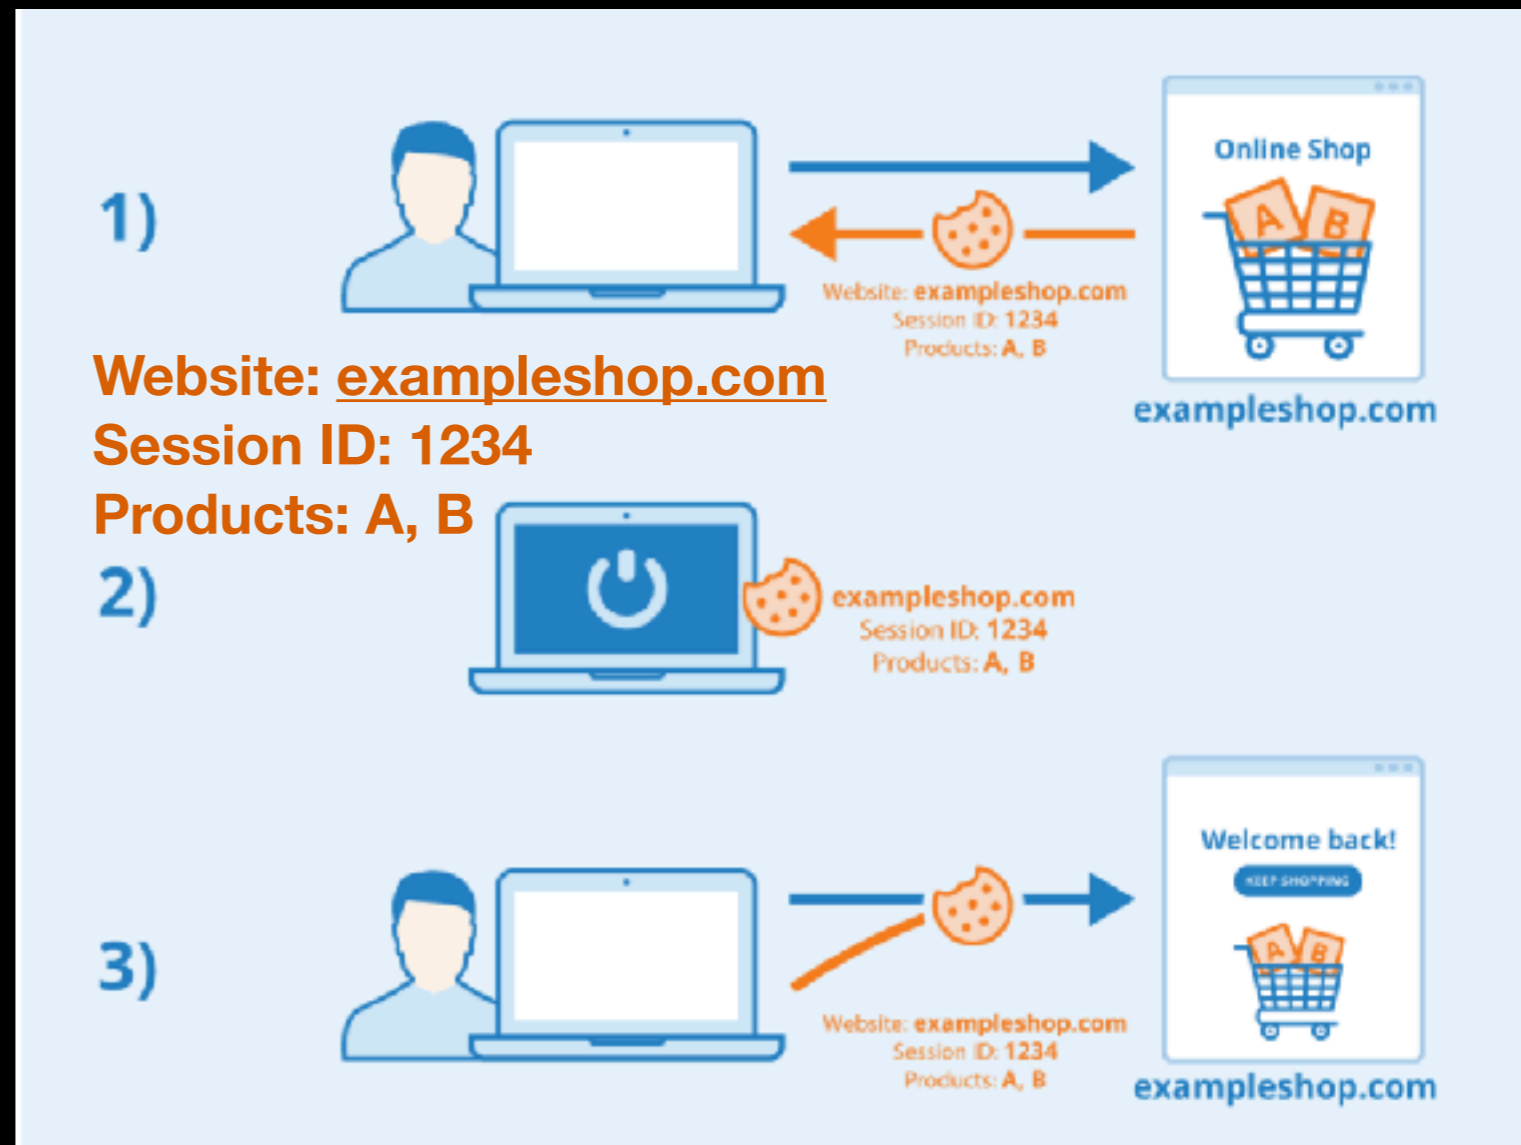 1)
Online Shop
A B
Website: exampleshop.com
Session ID: 1234
Products: A, B
exampleshop.com
Website: exampleshop.com
Session ID: 1234
Products: A, B
2)
exampleshop.com
Session ID: 1234
Products: A, B
3)
Welcome back!
KEEP SHOPPING
A B
Website: exampleshop.com
Session ID: 1234
Products: A, B
exampleshop.com